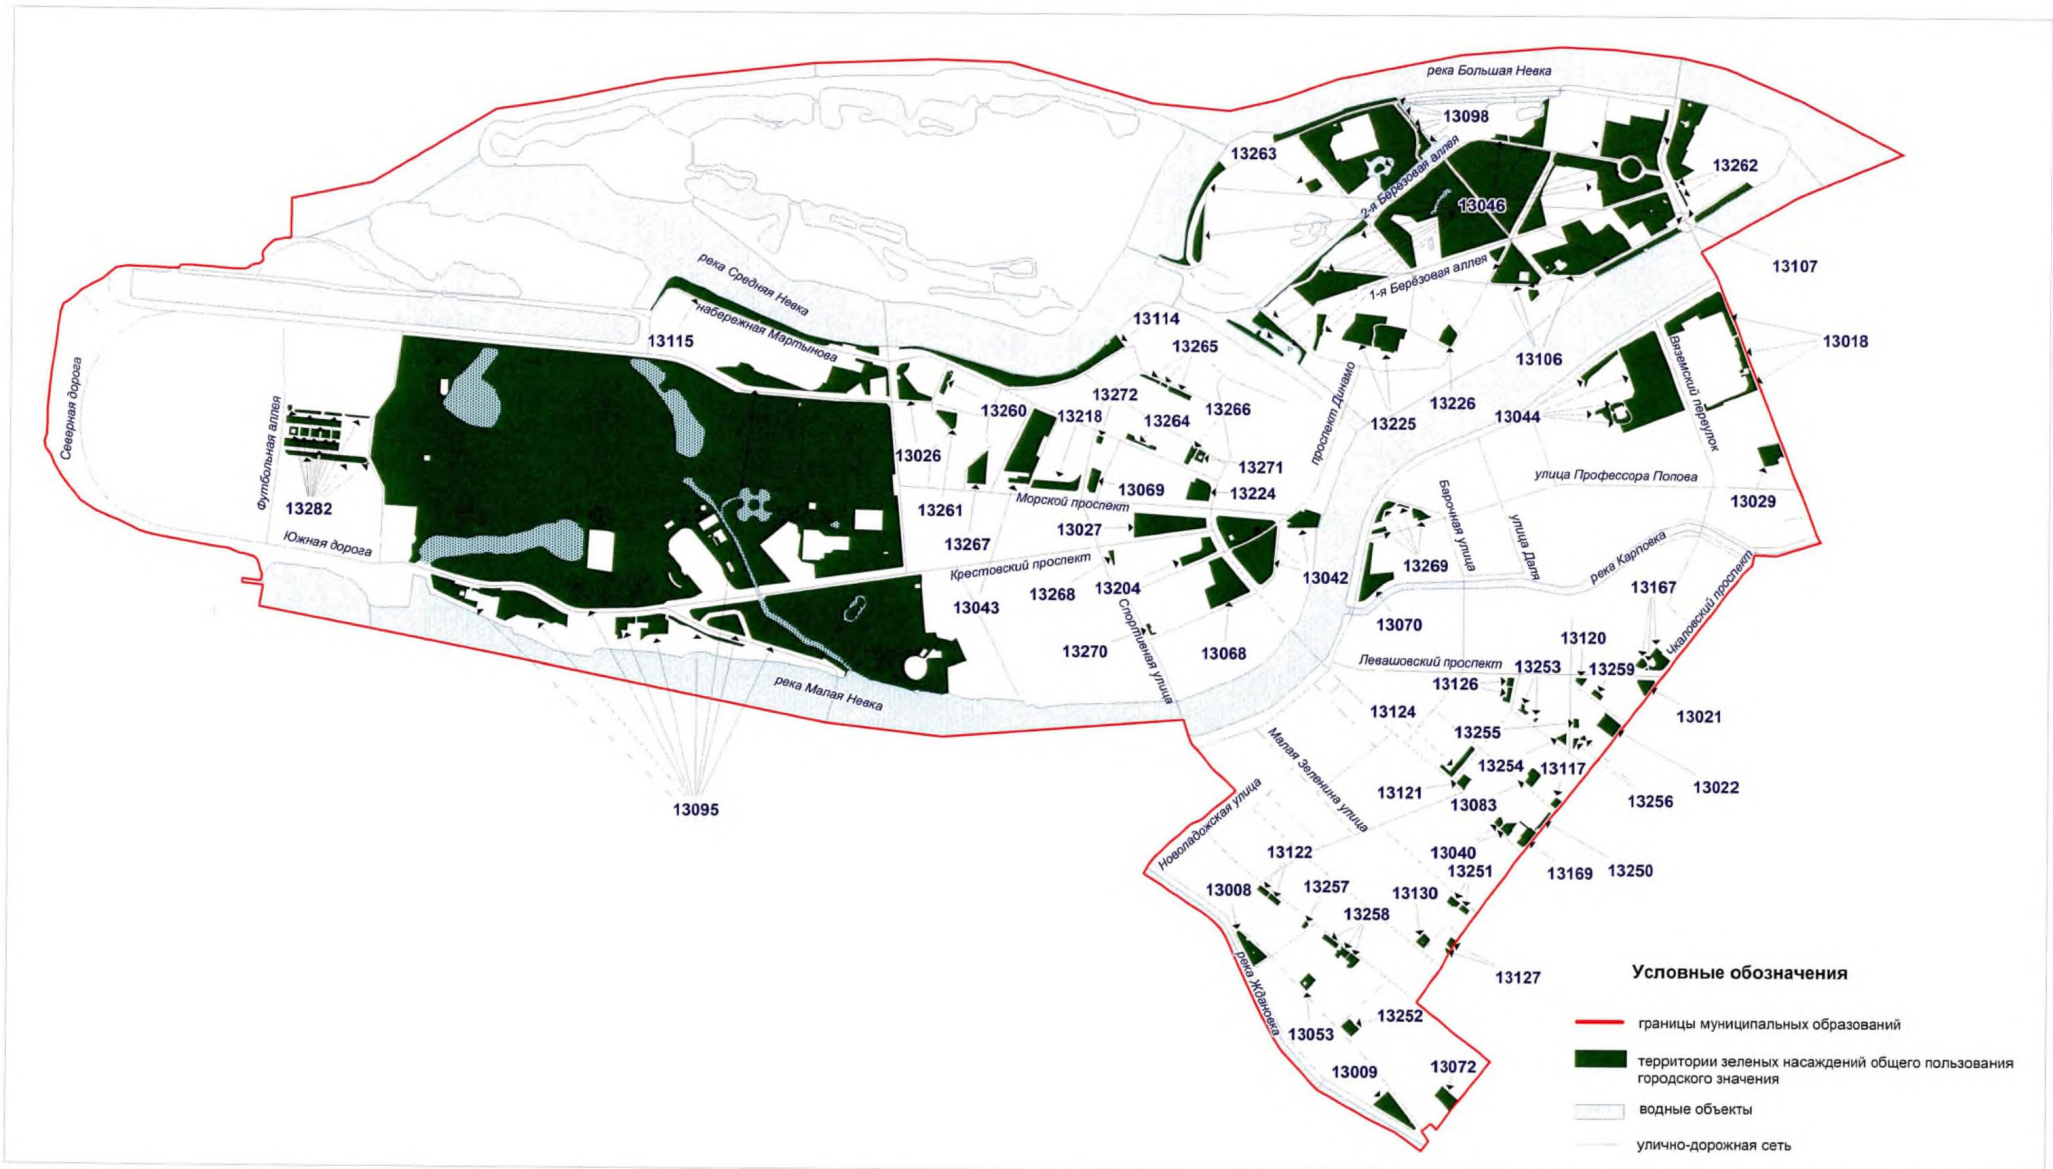 река Большая Невка
13098
13263
2-я Берёзовая аллея
13262
13046
13107
1-я Берёзовая аллея
река Средняя Невка
набережная Мартынова
13115
13114
13265
13018
13106
Вяземский переулок
Северная дорога
Футбольная аллея
13272
13260
13218
13264
13266
проспект Динамо
13225
13226
13044
13026
13271
13069
13224
Морской проспект
улица Профессора Попова
13029
13282
13261
Барочная улица
улица Даля
13027
13267
Южная дорога
Крестовский проспект
13269
река Карповка
13042
13268
13204
13043
Спортивная улица
13167
Чкаловский проспект
13070
13270
13068
13120
Левашовский проспект
13253
13259
13126
река Малая Невка
13124
13021
13255
Малая Зеленина улица
13254
13117
13022
13121
13083
13256
13095
Новоладожская улица
13122
13040
13251
13169
13250
13008
13257
13130
13258
река Ждановка
13127
13252
13053
13009
13072
Условные обозначения
границы муниципальных образований
территории зеленых насаждений общего пользования
городского значения
водные объекты
улично-дорожная сеть